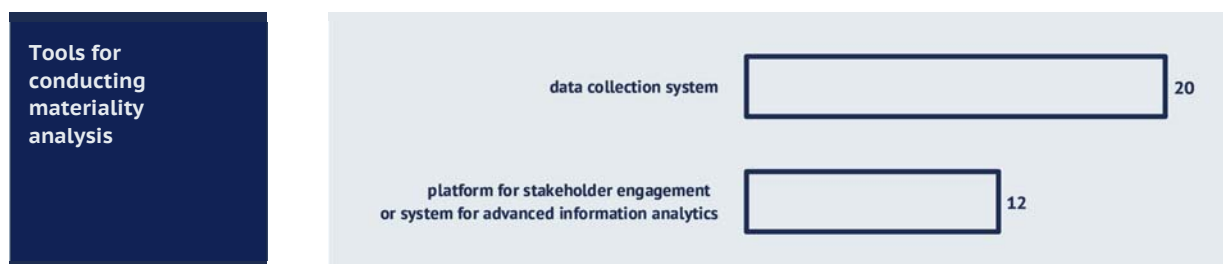 Tools for
conducting
materiality
analysis
data collection system
20
platform for stakeholder engagement
or system for advanced information analytics
12